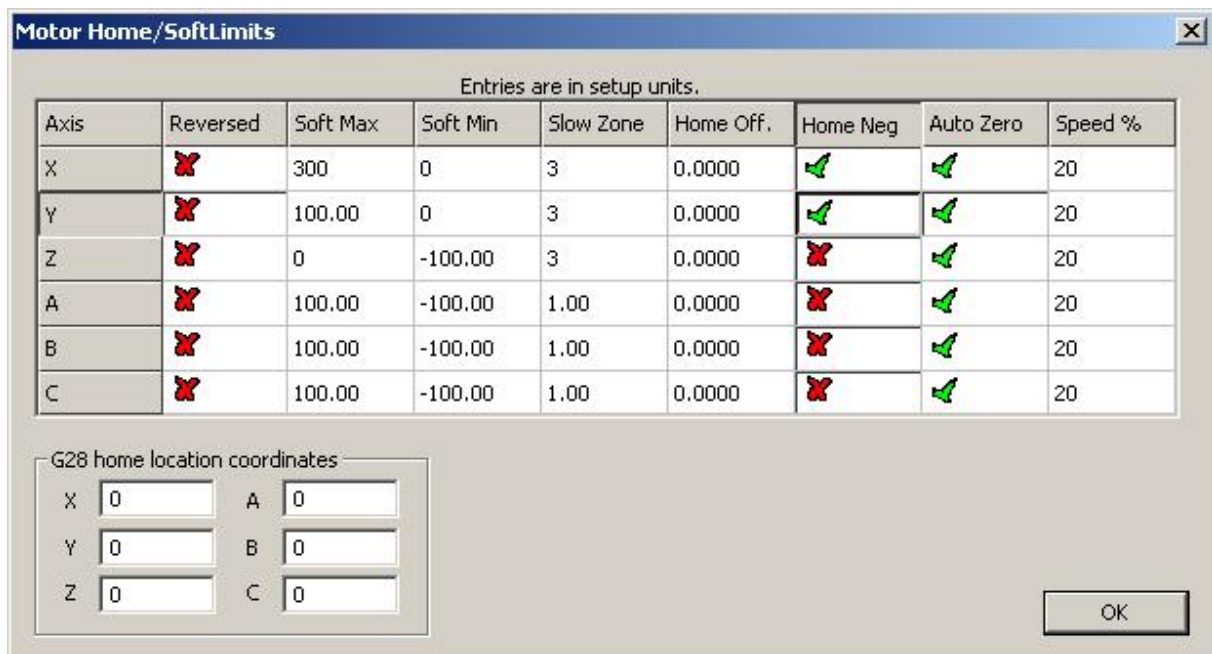 Motor Home/SoftLimits
Entries are in setup units.
Axis Reversed Soft Max Soft Min Slow Zone Home Off. Home Neg Auto Zero Speed %
X 300 0 3 0.0000 20
Y 100.00 0 3 0.0000 20
Z 0 -100.00 3 0.0000 20
A 100.00 -100.00 1.00 0.0000 20
B 100.00 -100.00 1.00 0.0000 20
C 100.00 -100.00 1.00 0.0000 20
G28 home location coordinates
X 0 A 0
Y 0 B 0
Z 0 C 0
OK